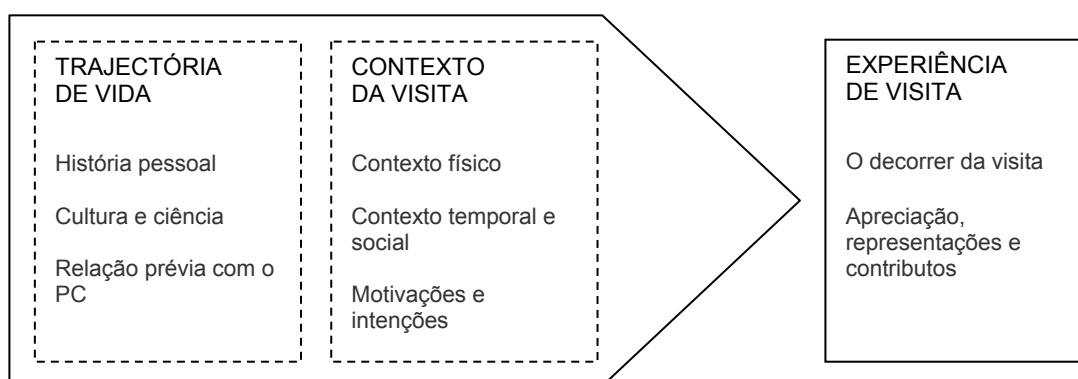 TRAJECTÓRIA
DE VIDA
História pessoal
Cultura e ciência
Relação prévia com o
PC
CONTEXTO
DA VISITA
Contexto físico
Contexto temporal e
social
Motivações e
intenções
EXPERIÊNCIA
DE VISITA
O decorrer da visita
Apreciação,
representações e
contributos